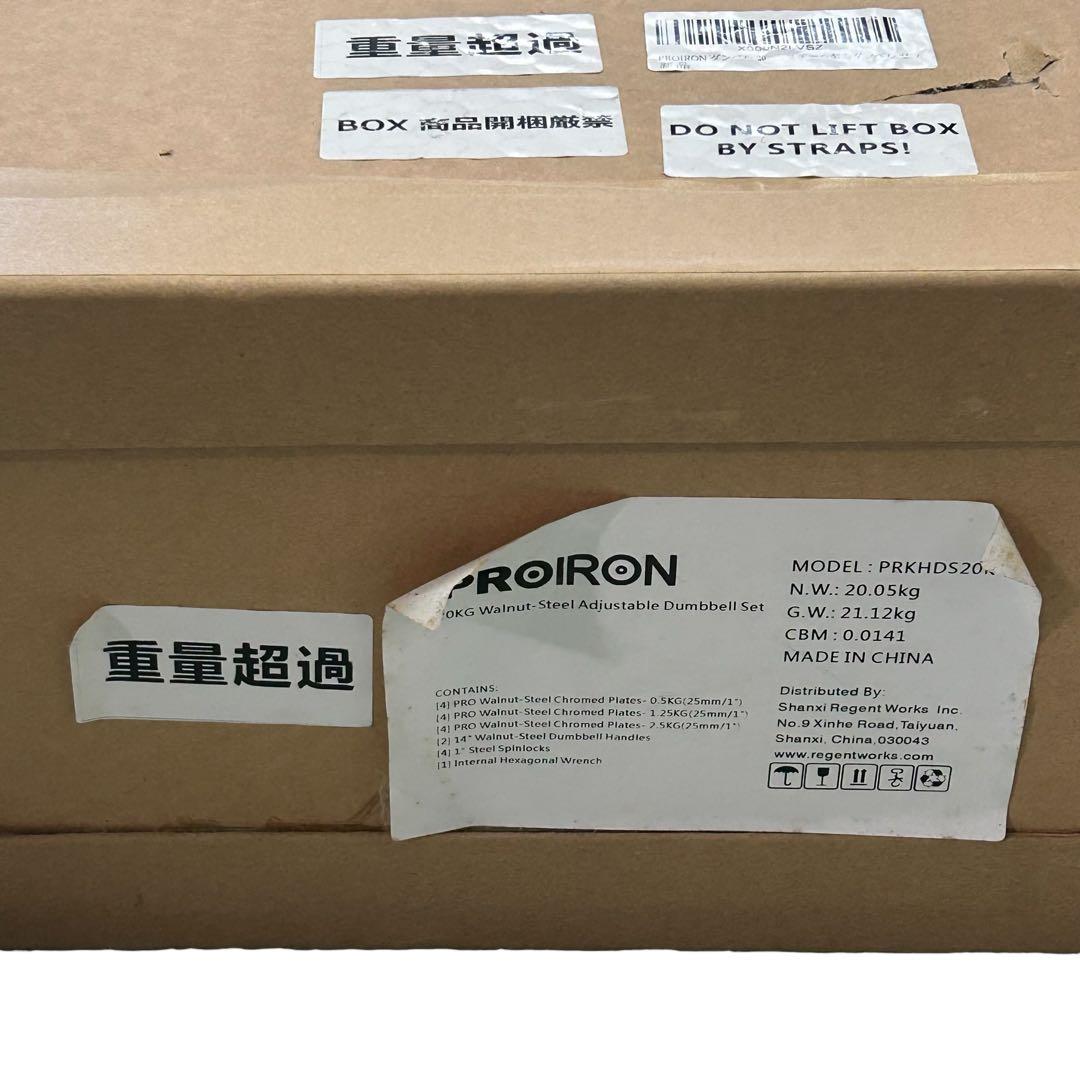 重量超過
PROIRON
BOX 商品開梱厳禁
DO NOT LIFT BOX
BY STRAPS!
PROIRON
0KG Walnut-Steel Adjustable Dumbbell Set
CONTAINS:
[4] PRO Walnut-Steel Chromed Plates- 0.5KG(25mm/1")
[4] PRO Walnut-Steel Chromed Plates- 1.25KG(25mm/1")
[4] PRO Walnut-Steel Chromed Plates- 2.5KG(25mm/1")
[2] 14" Walnut-Steel Dumbbell Handles
[4] 1" Steel Spinlocks
[1] Internal Hexagonal Wrench
MODEL : PRKHDS20K
N.W.: 20.05kg
G.W.: 21.12kg
CBM : 0.0141
MADE IN CHINA
Distributed By:
Shanxi Regent Works Inc.
No.9 Xinhe Road,Taiyuan,
Shanxi, China,030043
www.regentworks.com
重量超過